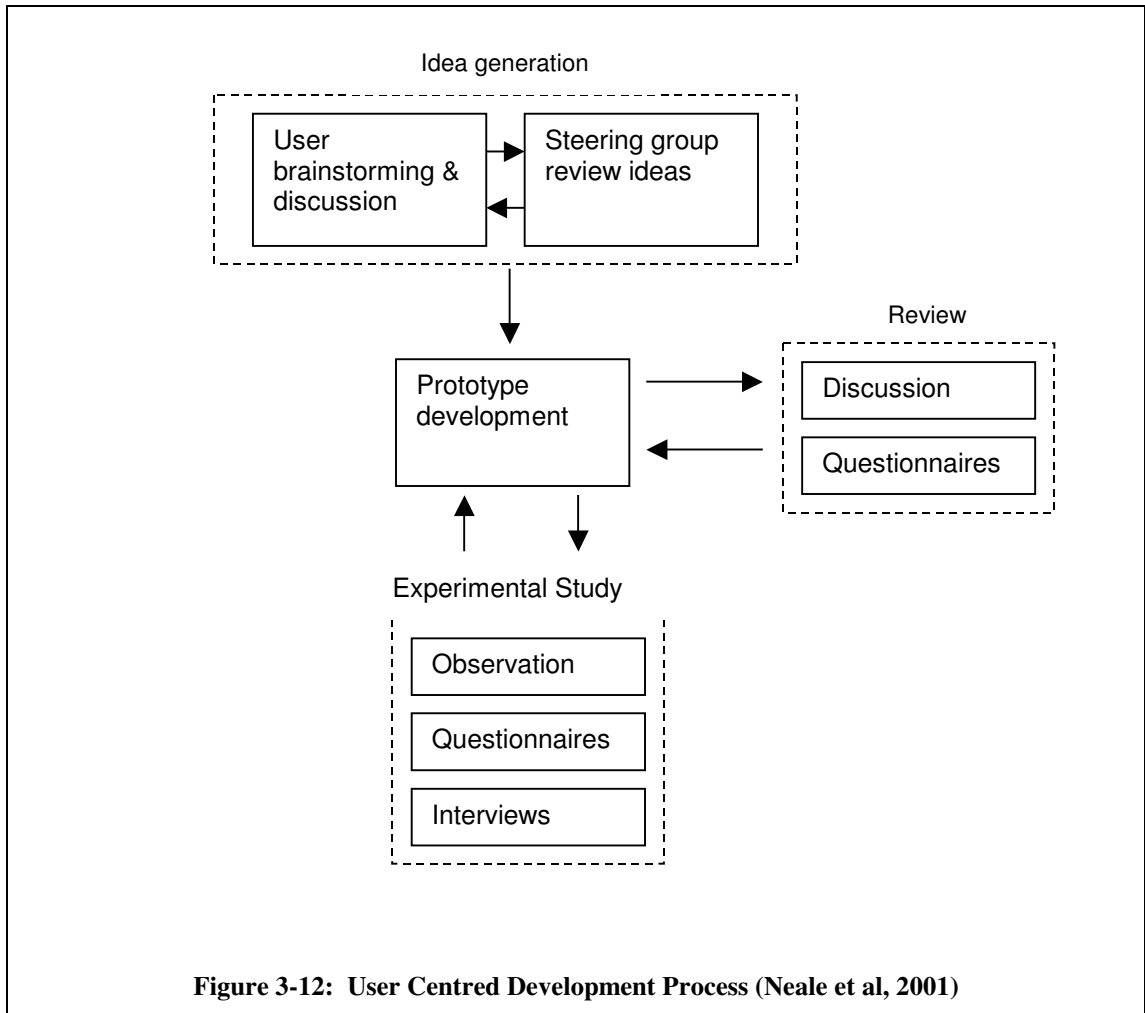 Idea generation
User
brainstorming &
discussion
Steering group
review ideas
Review
Prototype
development
Discussion
Questionnaires
Experimental Study
Observation
Questionnaires
Interviews
Figure 3-12: User Centred Development Process (Neale et al, 2001)